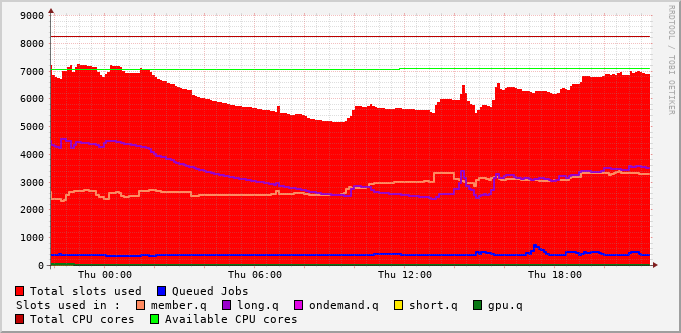 9000
8000
7000
6000
5000
4000
3000
2000
1000
0
Thu 00:00 Thu 06:00 Thu 12:00 Thu 18:00
Total slots used Queued Jobs
Slots used in : member.q long.q ondemand.q short.q gpu.q
Total CPU cores Available CPU cores
RRDTOOL / TOBI OETIKER